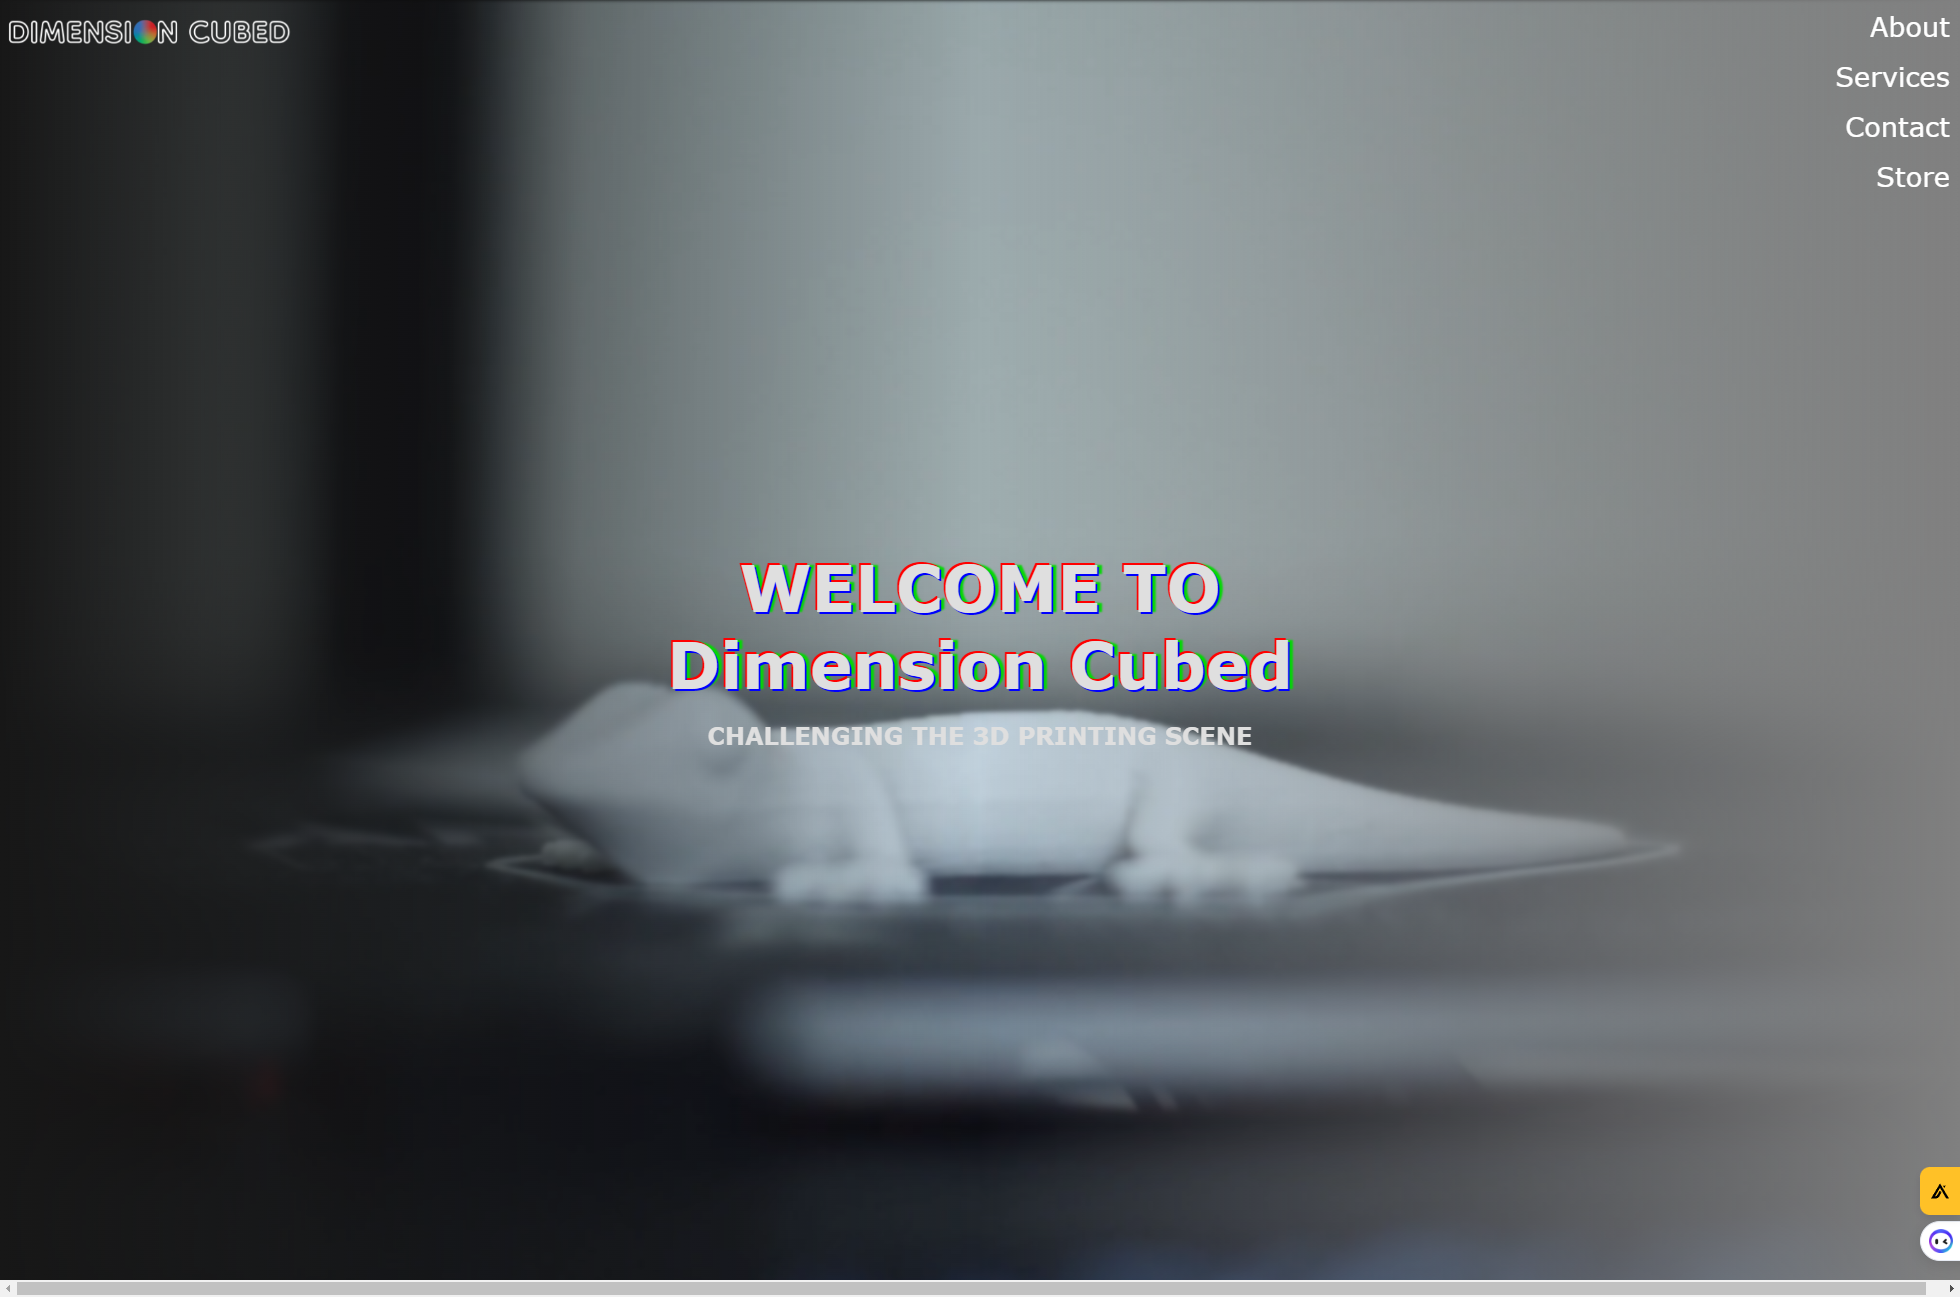 DIMENSION CUBED
About
Services
Contact
Store
WELCOME TO
Dimension Cubed
CHALLENGING THE 3D PRINTING SCENE